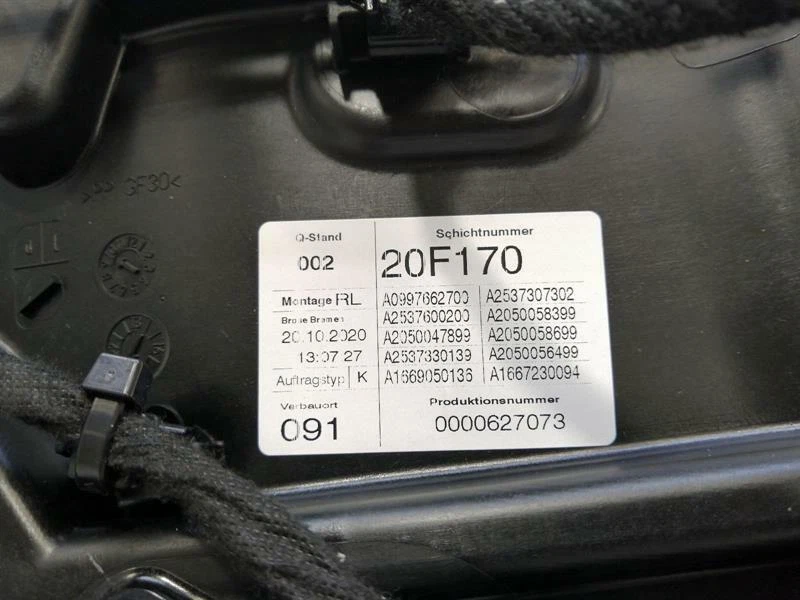 Q-Stand
002
Schichtnummer
20F170
Montage RL
Brose Bremen
20.10.2020
13:07 27
Auftragstyp K
A0997662700 A2537307302
A2537600200 A2050058399
A2050047899 A2050058699
A2537330139 A2050056499
A1669050136 A1667230094
Verbauort
091
Produktionsnummer
0000627073